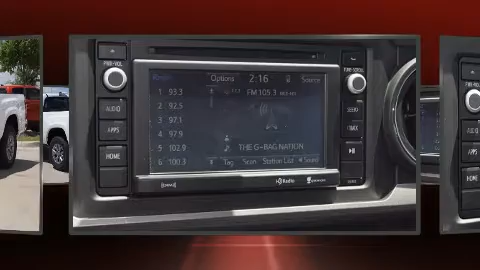 PWR·VOL
Radio
Options
2:16
Source
PWR·SCROLL
1 93.3
FM 105.3
2 92.5
3 97.1
4 97.9
5 102.9
THE G-BAG NATION
6 100.3
Tag
Scan
Station List
Sound
AUDIO
APPS
HOME
SEEK
TRACK
HD Radio